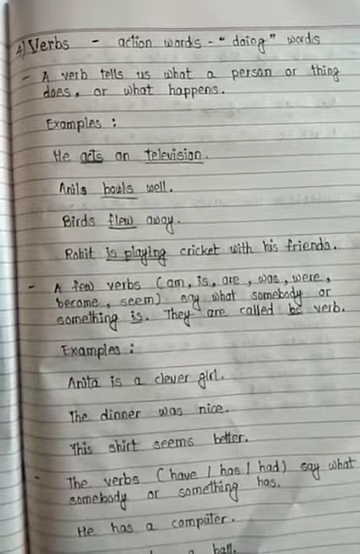 4) Verbs - action words - "doing" words
- A verb tells us what a person or thing
does, or what happens.
Examples :
He acts on television.
Anils bowls well.
Birds flew away.
Rohit is playing cricket with his friends.
- A few verbs (am, is, are, was, were,
become, seem) say what somebody or
something is. They are called be verb.
Examples :
Anita is a clever girl.
The dinner was nice.
This shirt seems better.
- The verbs (have / has / had) say what
somebody or something has.
He has a computer.
a ball.